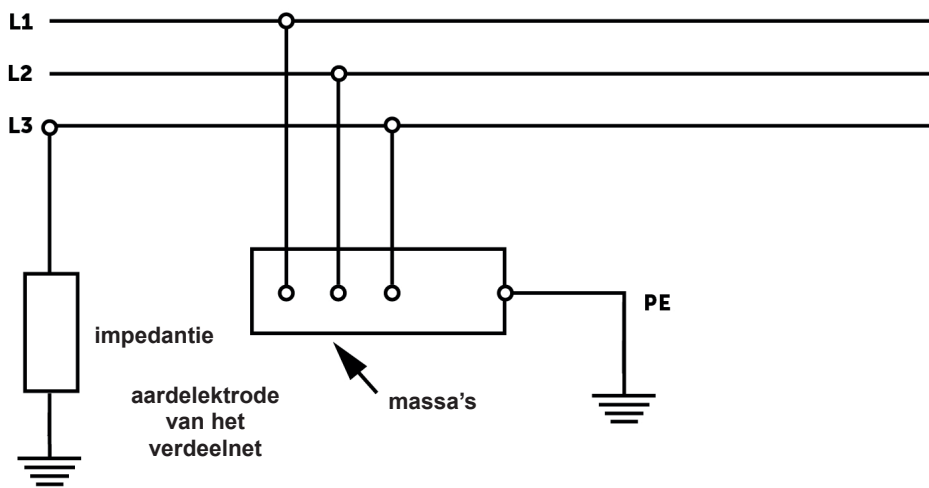 L1
L2
L3
PE
impedantie
aardelektrode
van het
verdeelnet
massa's